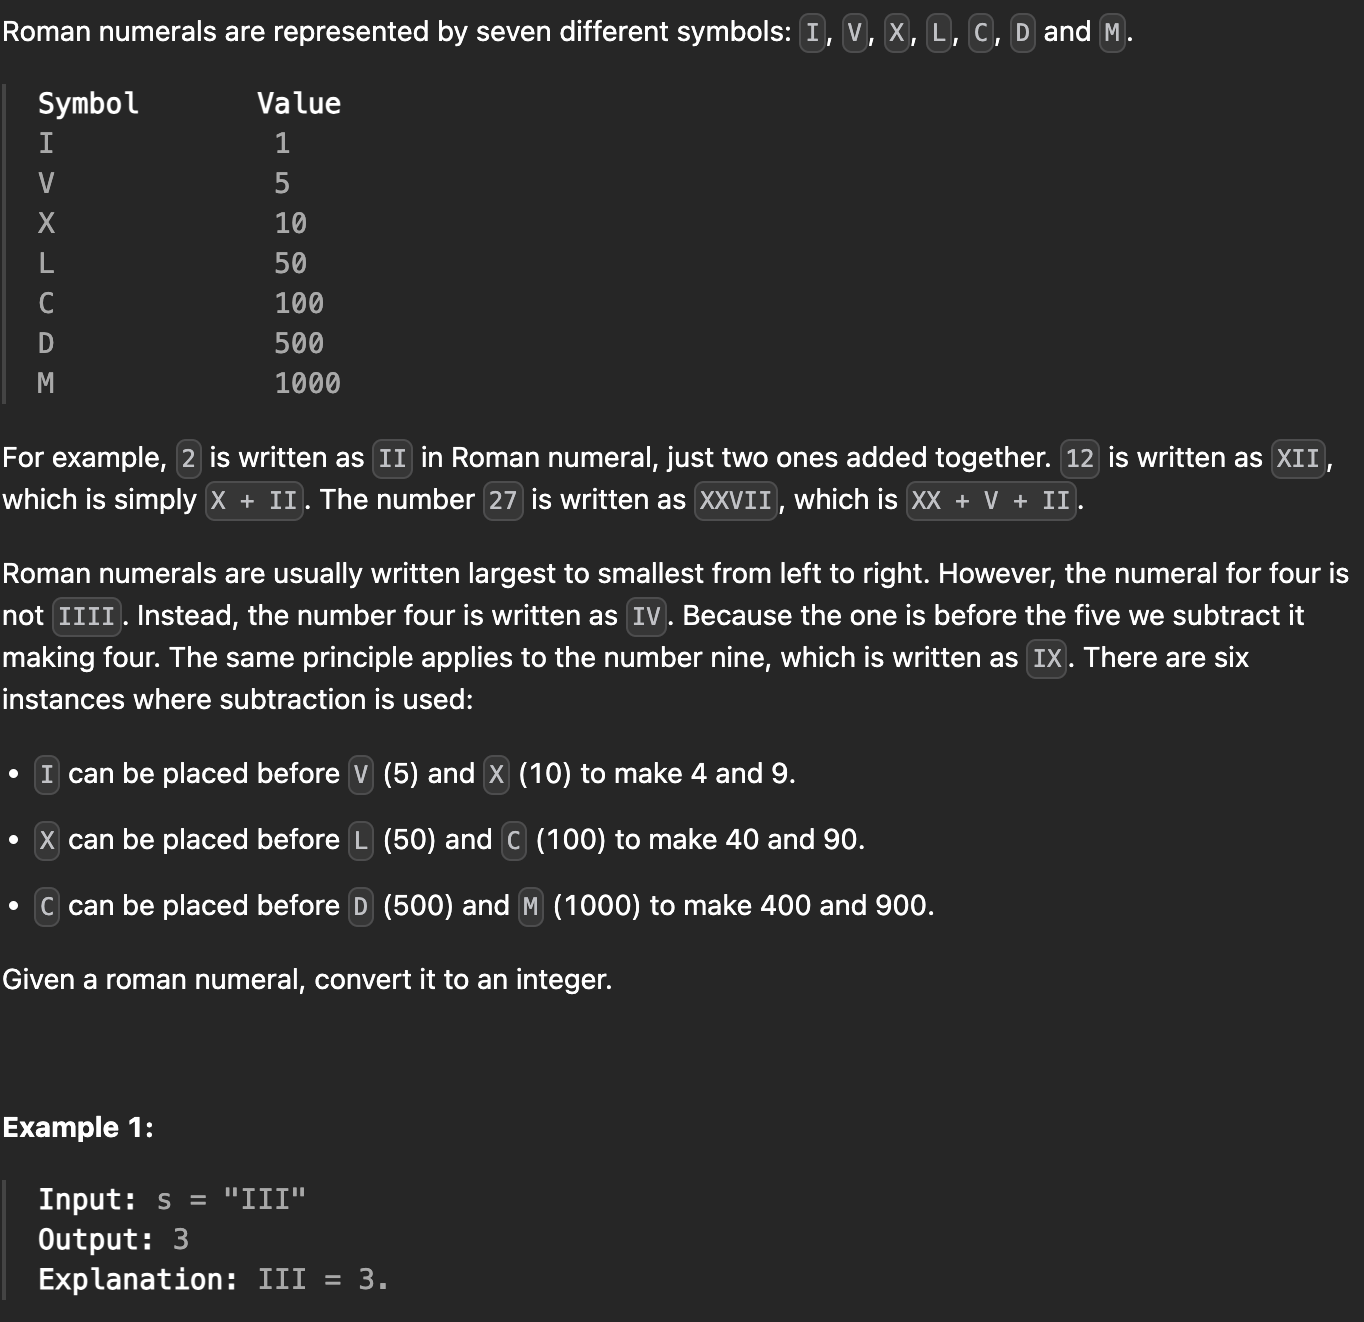 Roman numerals are represented by seven different symbols: I, V, X, L, C, D and M.
Symbol Value
I 1
V 5
X 10
L 50
C 100
D 500
M 1000
For example, 2 is written as II in Roman numeral, just two ones added together. 12 is written as XII,
which is simply X + II. The number 27 is written as XXVII, which is XX + V + II.
Roman numerals are usually written largest to smallest from left to right. However, the numeral for four is
not IIII. Instead, the number four is written as IV. Because the one is before the five we subtract it
making four. The same principle applies to the number nine, which is written as IX. There are six
instances where subtraction is used:
• I can be placed before V (5) and X (10) to make 4 and 9.
• X can be placed before L (50) and C (100) to make 40 and 90.
• C can be placed before D (500) and M (1000) to make 400 and 900.
Given a roman numeral, convert it to an integer.
Example 1:
Input: s = "III"
Output: 3
Explanation: III = 3.